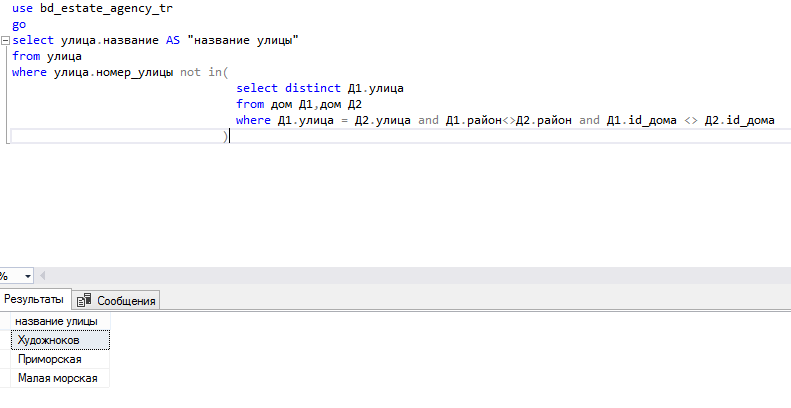 use bd_estate_agency_tr
go
select улица.название AS "название улицы"
from улица
where улица.номер_улицы not in(
select distinct Д1.улица
from дом Д1,дом Д2
where Д1.улица = Д2.улица and Д1.район<>Д2.район and Д1.id_дома <> Д2.id_дома
)
%
Результаты Сообщения
название улицы
Художноков
Приморская
Малая морская